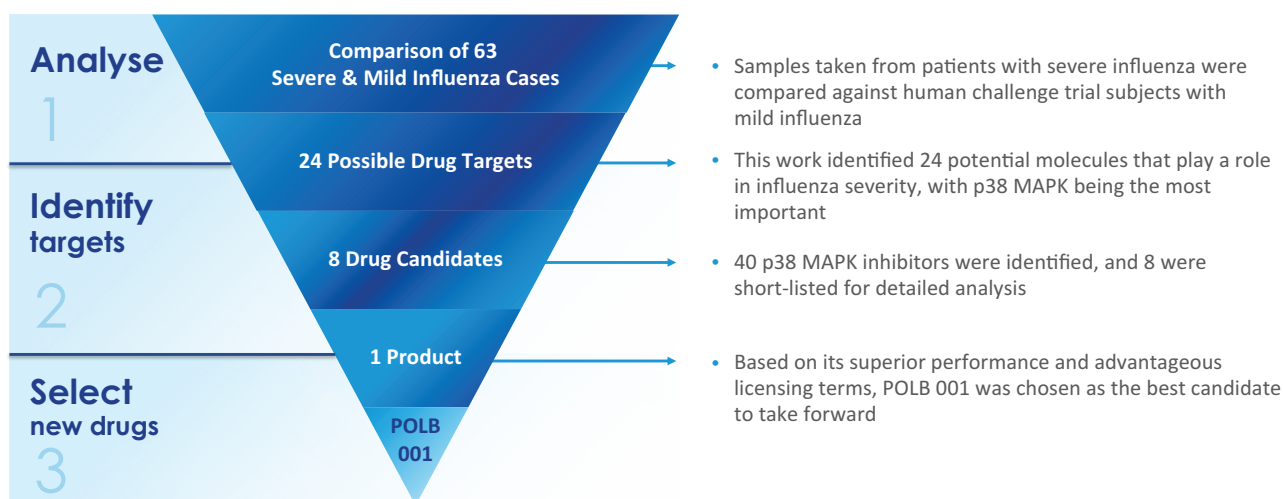 Analyse
1
Comparison of 63
Severe & Mild Influenza Cases
• Samples taken from patients with severe influenza were
compared against human challenge trial subjects with
mild influenza
Identify
targets
2
24 Possible Drug Targets
• This work identified 24 potential molecules that play a role
in influenza severity, with p38 MAPK being the most
important
8 Drug Candidates
• 40 p38 MAPK inhibitors were identified, and 8 were
short-listed for detailed analysis
Select
new drugs
3
1 Product
• Based on its superior performance and advantageous
licensing terms, POLB 001 was chosen as the best candidate
to take forward
POLB
001